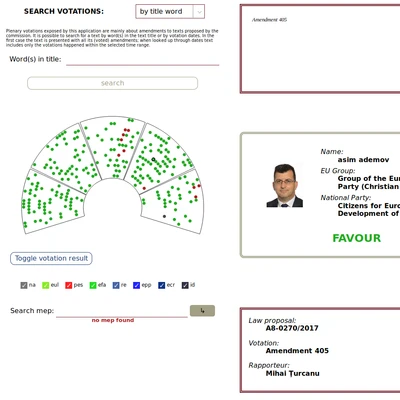 SEARCH VOTATIONS:
by title word
Plenary votations exposed by this application are mainly about amendments to texts proposed by the
commission. It is possible to search for a text by word(s) in the text title or by votation dates. In the
first case the text is presented with all its (voted) amendments; when looked up through dates text
includes only the votations happened within the selected time range.
Word(s) in title:
search
Toggle votation result
na
eul
pes
efa
re
epp
ecr
id
Search mep:
no mep found
Amendment 405
Name:
asim ademov
EU Group:
Group of the Eur
Party (Christian
National Party:
Citizens for Euro
Development of
FAVOUR
Law proposal:
A8-0270/2017
Votation:
Amendment 405
Rapporteur:
Mihai Țurcanu